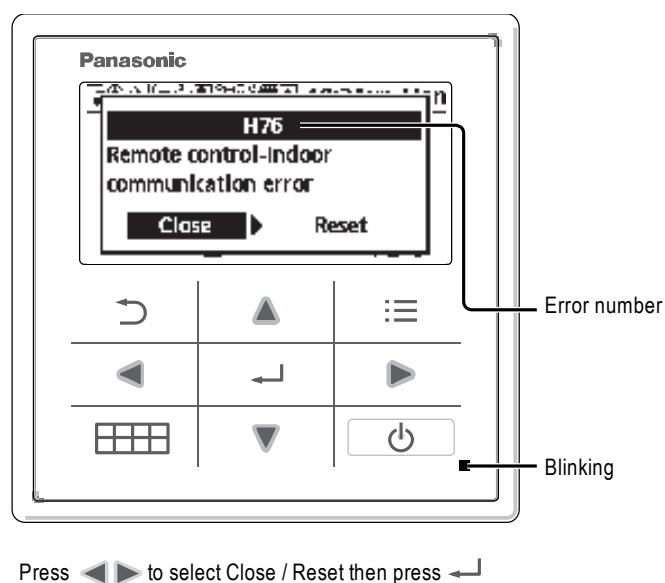 Panasonic
H76
Remote control-Indoor
communication error
Close Reset
Error number
Blinking
Press to select Close / Reset then press